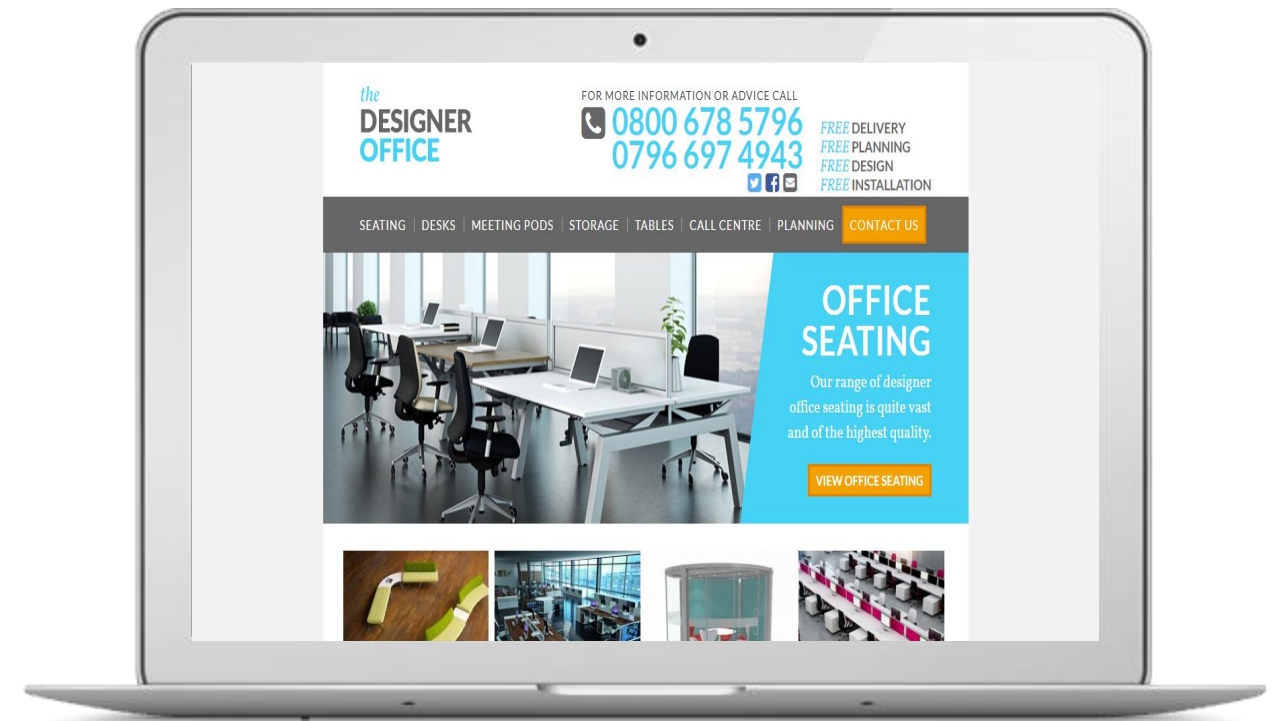 the
DESIGNER
OFFICE
FOR MORE INFORMATION OR ADVICE CALL
0800 678 5796
0796 697 4943
FREE DELIVERY
FREE PLANNING
FREE DESIGN
FREE INSTALLATION
SEATING | DESKS | MEETING PODS | STORAGE | TABLES | CALL CENTRE | PLANNING CONTACT US
OFFICE
SEATING
Our range of designer
office seating is quite vast
and of the highest quality.
VIEW OFFICE SEATING